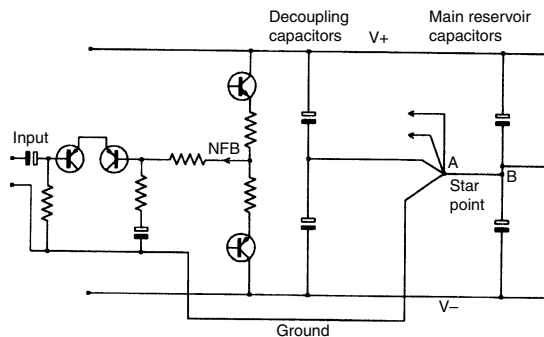 Decoupling
capacitors
Main reservoir
capacitors
V+
Input
NFB
A
B
Star
point
V–
Ground